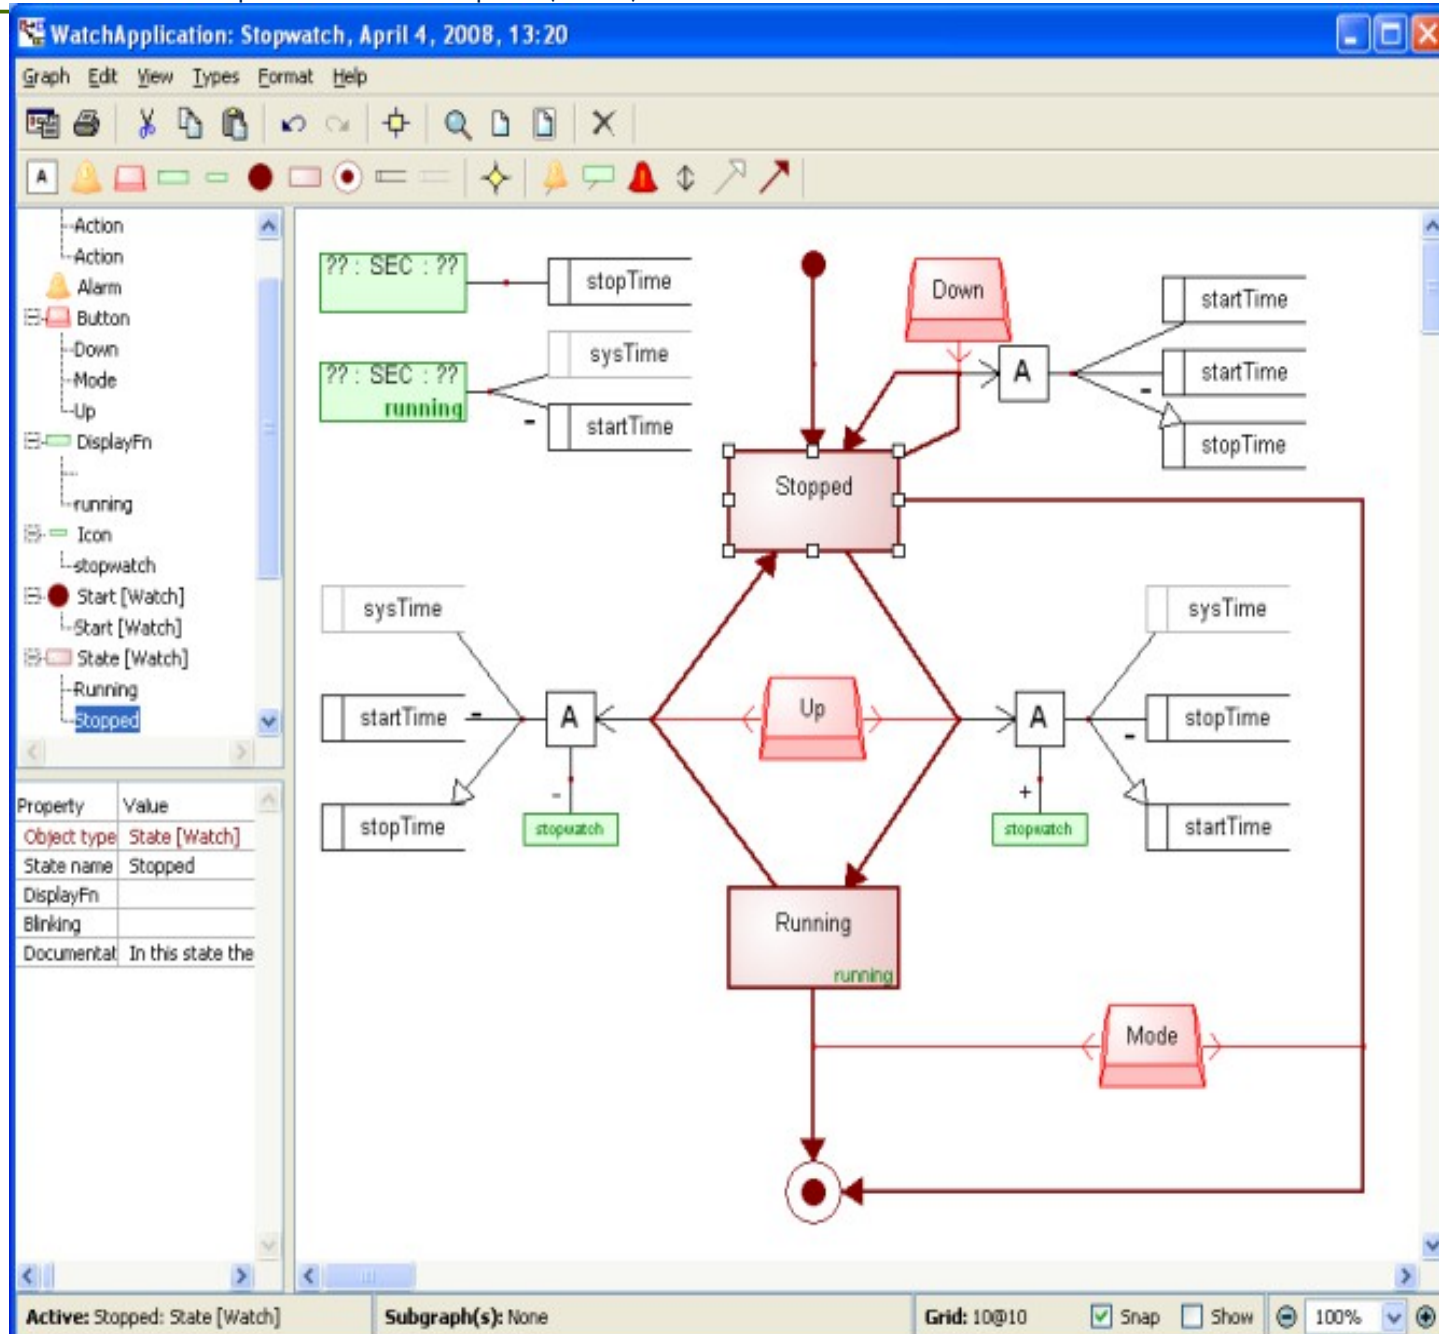 WatchApplication: Stopwatch, April 4, 2008, 13:20
Graph Edit View Types Format Help
A
Action
Action
Alarm
Button
Down
Mode
Up
DisplayFn
running
Icon
stopwatch
Start [Watch]
Start [Watch]
State [Watch]
Running
Stopped
Property Value
Object type State [Watch]
State name Stopped
DisplayFn
Blinking
Documentat In this state the
?? : SEC : ??
stopTime
?? : SEC : ??
running
sysTime
startTime
-
Down
A
startTime
startTime
-
stopTime
Stopped
sysTime
startTime
-
stopTime
A
-
stopwatch
Up
A
+
stopwatch
sysTime
stopTime
-
startTime
Running
running
Mode
Active: Stopped: State [Watch]
Subgraph(s): None
Grid: 10@10
Snap
Show
100%